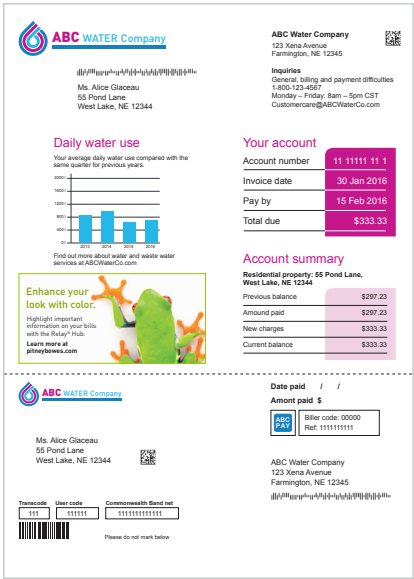 ABC WATER Company
ABC Water Company
123 Xena Avenue
Farmington, NE 12345
Inquiries
General, billing and payment difficulties
1-800-123-4567
Monday – Friday: 8am – 5pm CST
Customercare@ABCWaterCo.com
Ms. Alice Glaceau
55 Pond Lane
West Lake, NE 12344
Daily water use
Your average daily water use compared with the
same quarter for previous years.
2000 l
1600 l
1200 l
800 l
400 l
0 l
2013 2014 2015 2016
Find out more about water and waste water
services at ABCWaterCo.com
Your account
Account number 11 11111 11 1
Invoice date 30 Jan 2016
Pay by 15 Feb 2016
Total due $333.33
Account summary
Residential property: 55 Pond Lane,
West Lake, NE 12344
Previous balance $297.23
Amound paid $297.23
New charges $333.33
Current balance $333.33
Enhance your
look with color.
Highlight important
information on your bills
with the Relay® Hub.
Learn more at
pitneybowes.com
ABC WATER Company
Date paid / /
Amont paid $
ABC
PAY
Biller code: 00000
Ref: 1111111111
Ms. Alice Glaceau
55 Pond Lane
West Lake, NE 12344
ABC Water Company
123 Xena Avenue
Farmington, NE 12345
Transcode User code Commonwealth Band net
111 111111 1111111111111
Please do not mark below